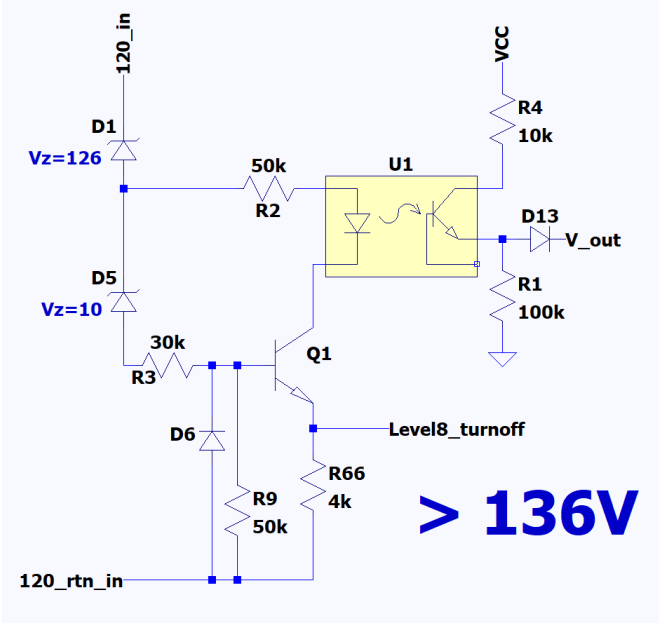 120_in
VCC
D1
Vz=126
R4
10k
50k
R2
U1
D13
V_out
D5
Vz=10
R1
100k
30k
R3
Q1
D6
Level8_turnoff
R9
50k
R66
4k
> 136V
120_rtn_in